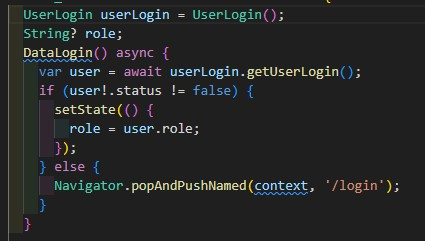 UserLogin userLogin = UserLogin();
String? role;
DataLogin() async {
var user = await userLogin.getUserLogin();
if (user!.status != false) {
setState(() {
role = user.role;
});
} else {
Navigator.popAndPushNamed(context, '/login');
}
}